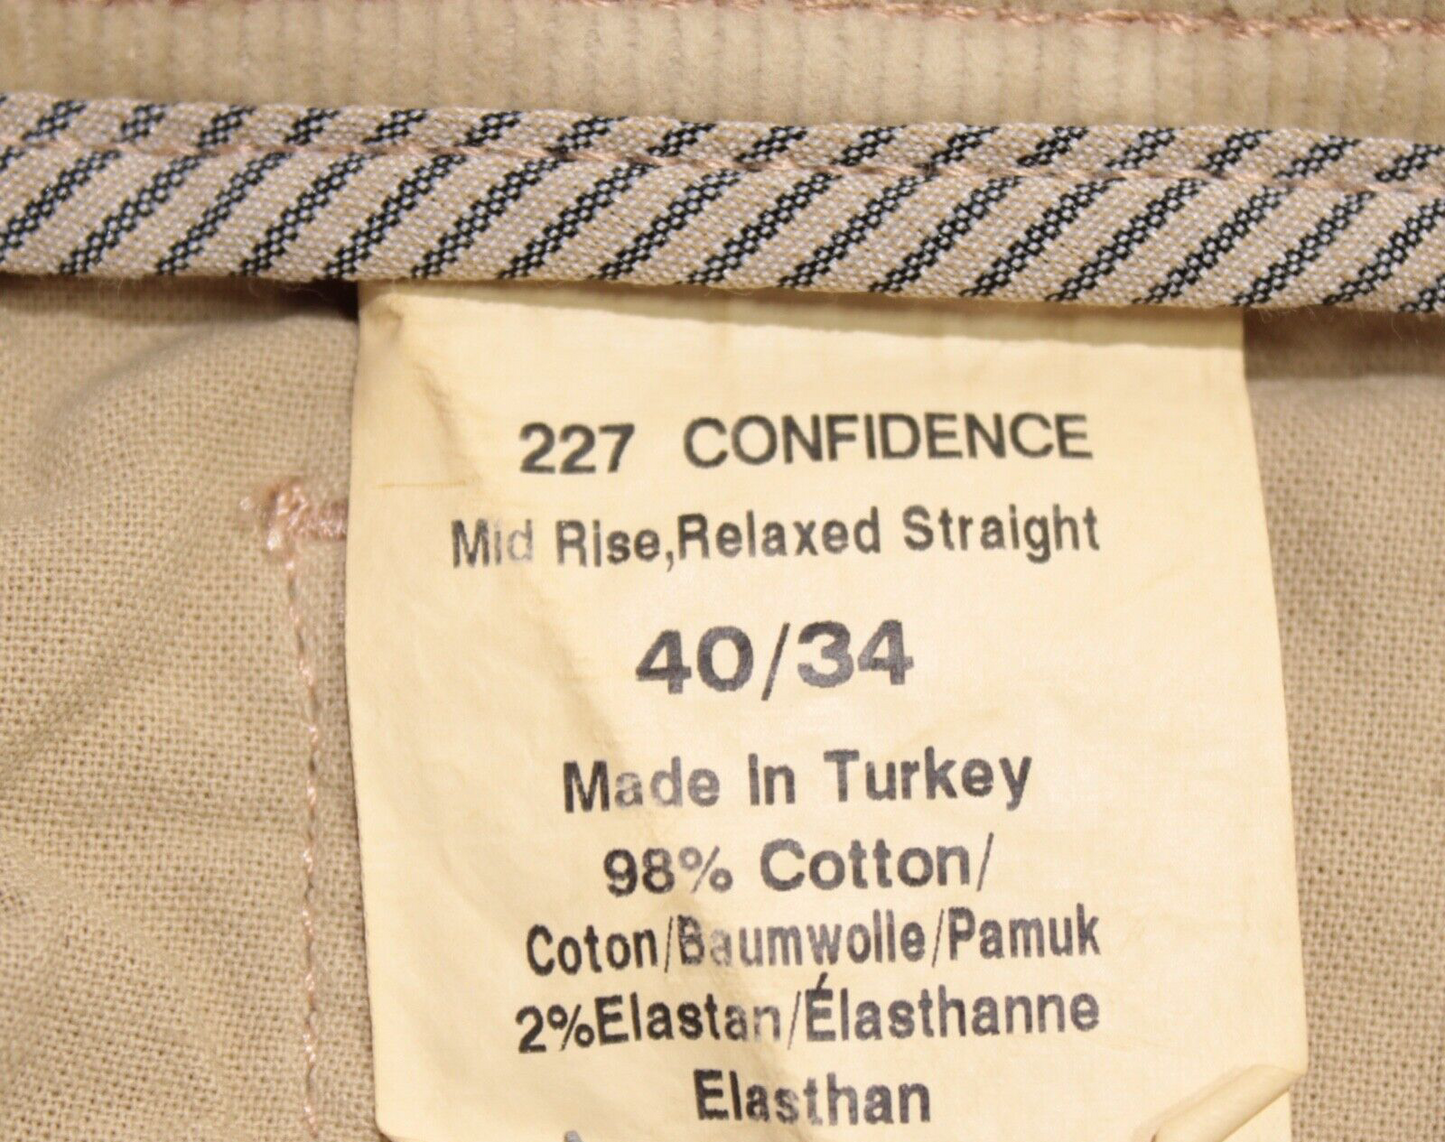 227 CONFIDENCE
Mid Rise,Relaxed Straight
40/34
Made In Turkey
98% Cotton/
Coton/Baumwolle/Pamuk
2%Elastan/Élasthanne
Elasthan